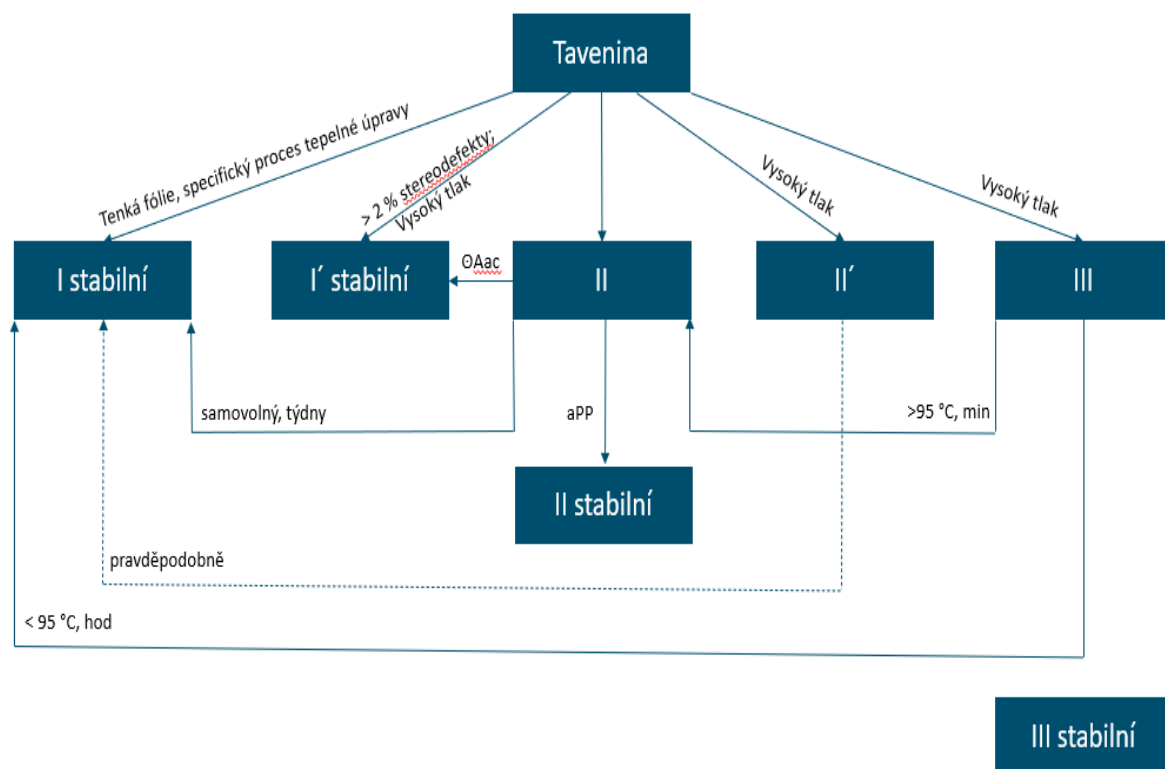 Tavenina
Tenká fólie, specifický proces tepelné úpravy
> 2 % stereodefekty;
Vysoký tlak
Vysoký tlak
Vysoký tlak
I stabilní
I´ stabilní
ʘAac
II
II´
III
samovolný, týdny
aPP
>95 °C, min
II stabilní
pravděpodobně
< 95 °C, hod
III stabilní